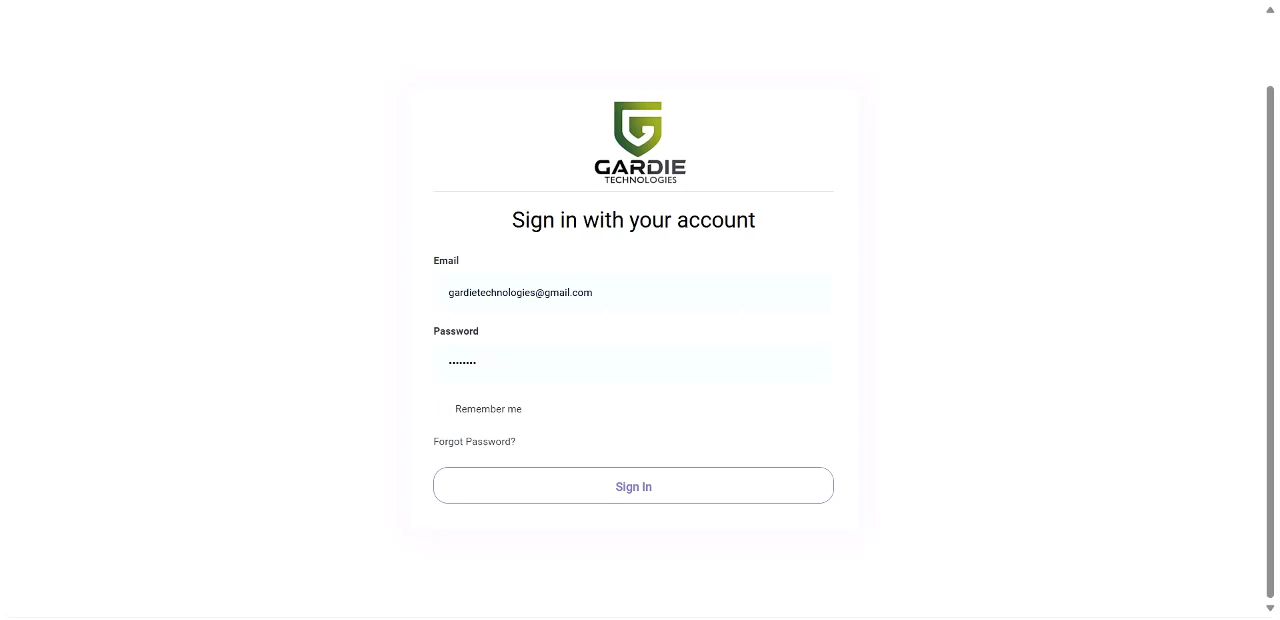 GARDIE
TECHNOLOGIES
Sign in with your account
Email
gardietechnologies@gmail.com
Password
••••••••
Remember me
Forgot Password?
Sign In